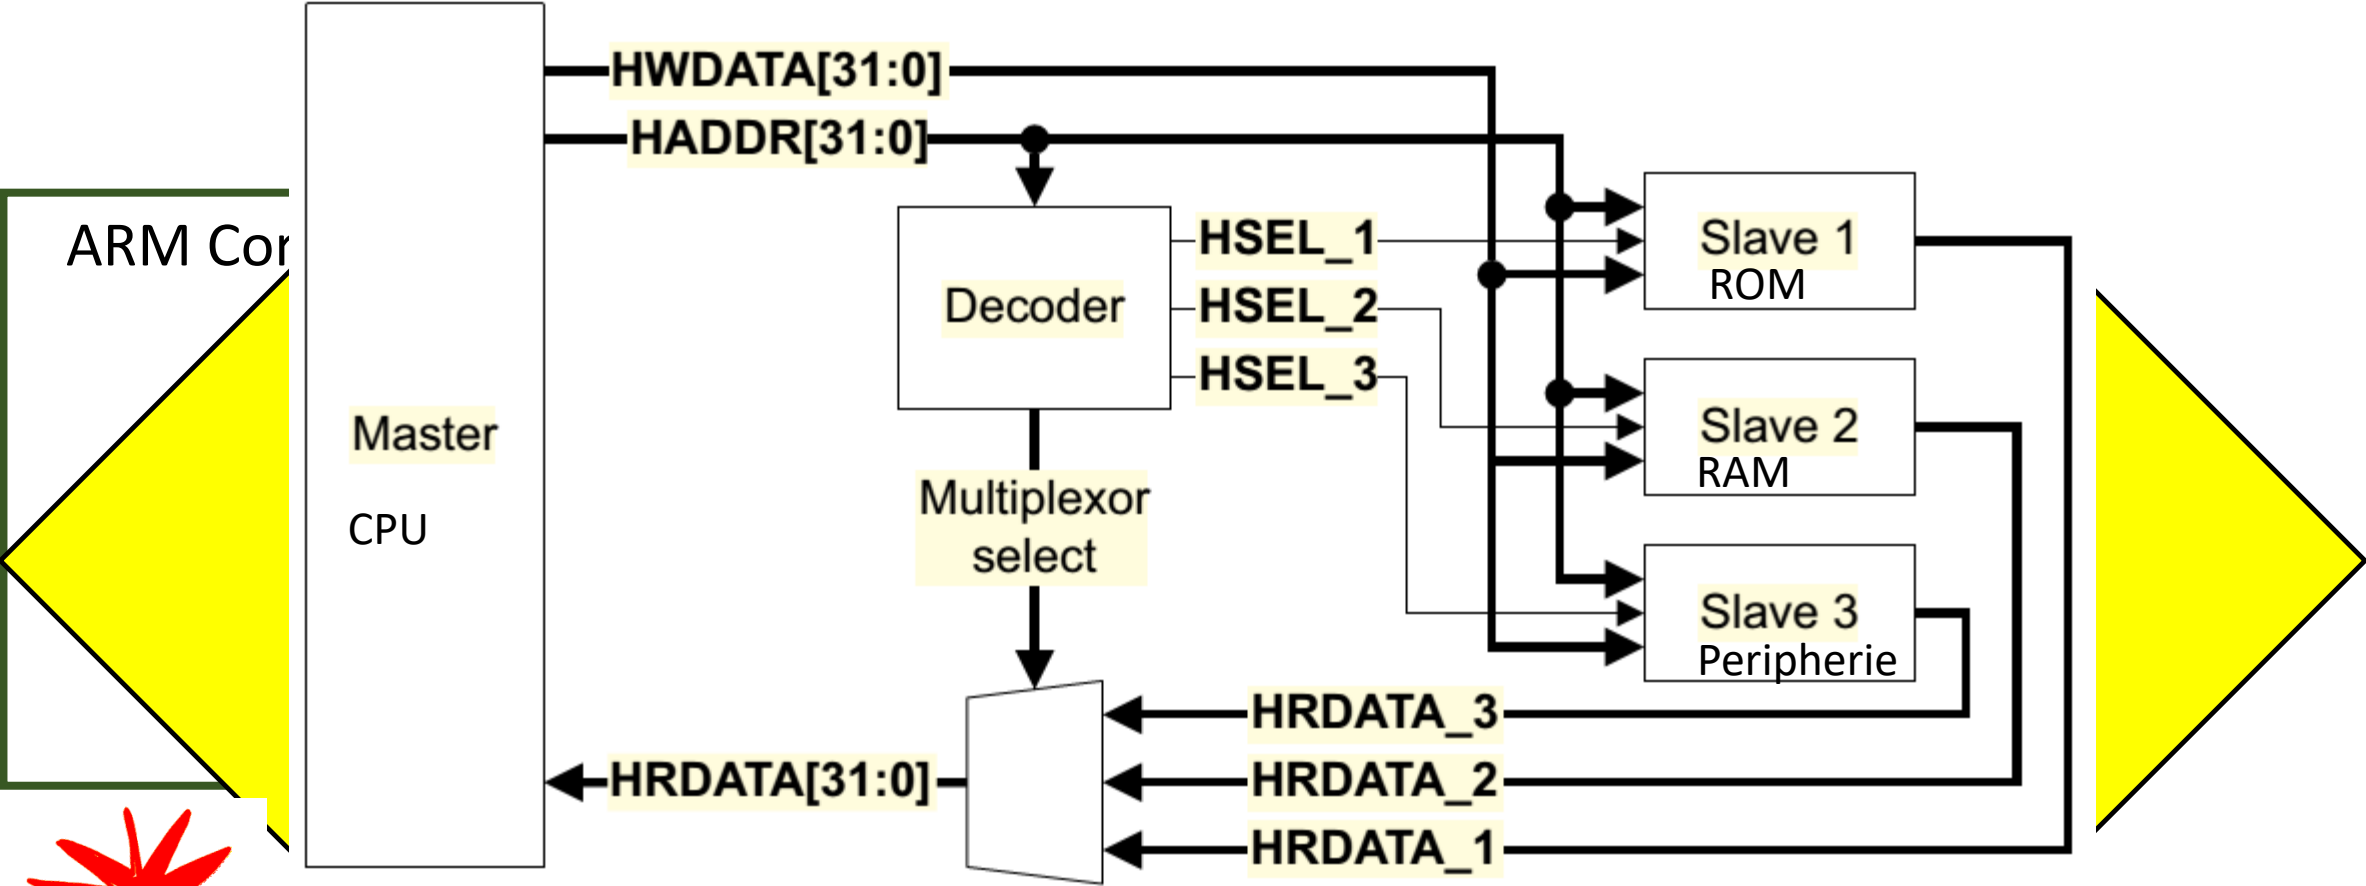 HWDATA[31:0]
HADDR[31:0]
ARM Cor
Master
CPU
Decoder
HSEL_1
HSEL_2
HSEL_3
Multiplexor
select
Slave 1
ROM
Slave 2
RAM
Slave 3
Peripherie
HRDATA_3
HRDATA[31:0]
HRDATA_2
HRDATA_1